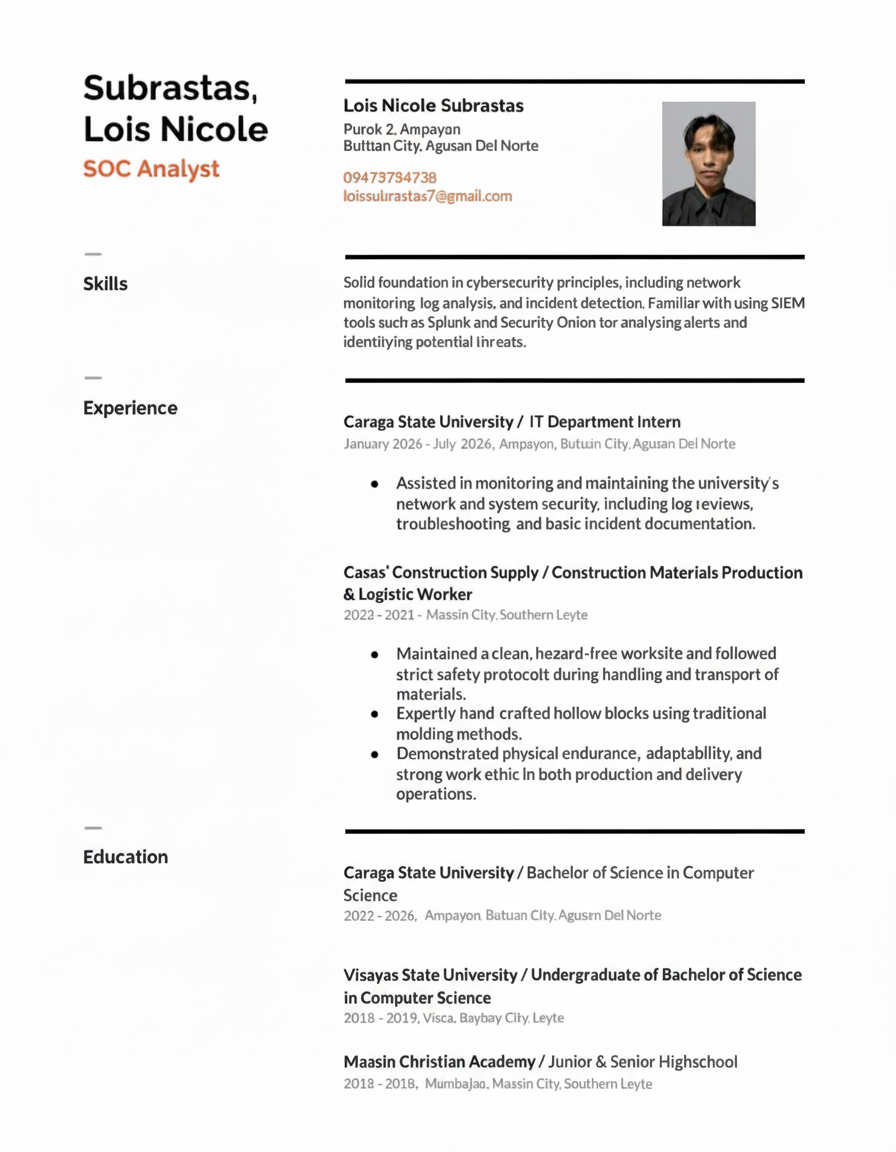 Subrastas,
Lois Nicole
SOC Analyst
Lois Nicole Subrastas
Purok 2, Ampayon
Buttan City, Agusan Del Norte
09473734738
loissulrastas7@gmail.com
Skills
Solid foundation in cybersecurity principles, including network
monitoring log analysis, and incident detection. Familiar with using SIEM
tools such as Splunk and Security Onion tor analysing alerts and
identiiying potential Ihreats.
Experience
Caraga State University / IT Department Intern
January 2026 - July 2026, Ampayon, Butuin City, Agusan Del Norte
● Assisted in monitoring and maintaining the university's
network and system security, including log reviews,
troubleshooting and basic incident documentation.
Casas' Construction Supply / Construction Materials Production
& Logistic Worker
2022 - 2021 - Massin City, Southern Leyte
● Maintained a clean, hezard-free worksite and followed
strict safety protocolt during handling and transport of
materials.
● Expertly hand crafted hollow blocks using traditional
molding methods.
● Demonstrated physical endurance, adaptabllity, and
strong work ethic In both production and delivery
operations.
Education
Caraga State University / Bachelor of Science in Computer
Science
2022 - 2026, Ampayon. Batuan City. Agusrn Del Norte
Visayas State University / Undergraduate of Bachelor of Science
in Computer Science
2018 - 2019, Visca, Baybay City, Leyte
Maasin Christian Academy / Junior & Senior Highschool
2018 - 2018, Mumbajao, Massin City, Southern Leyte